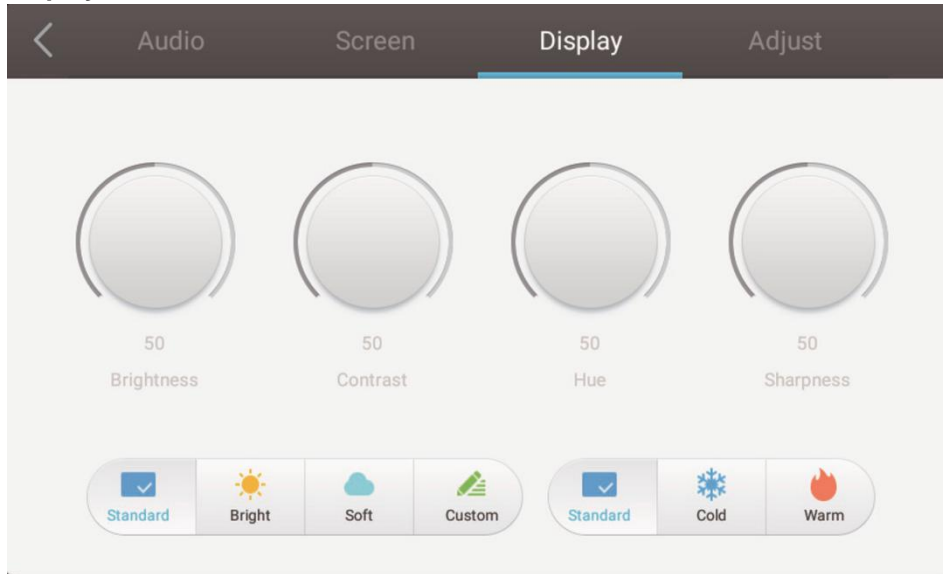 Audio Screen Display Adjust
50 50 50 50
Brightness Contrast Hue Sharpness
Standard Bright Soft Custom Standard Cold Warm